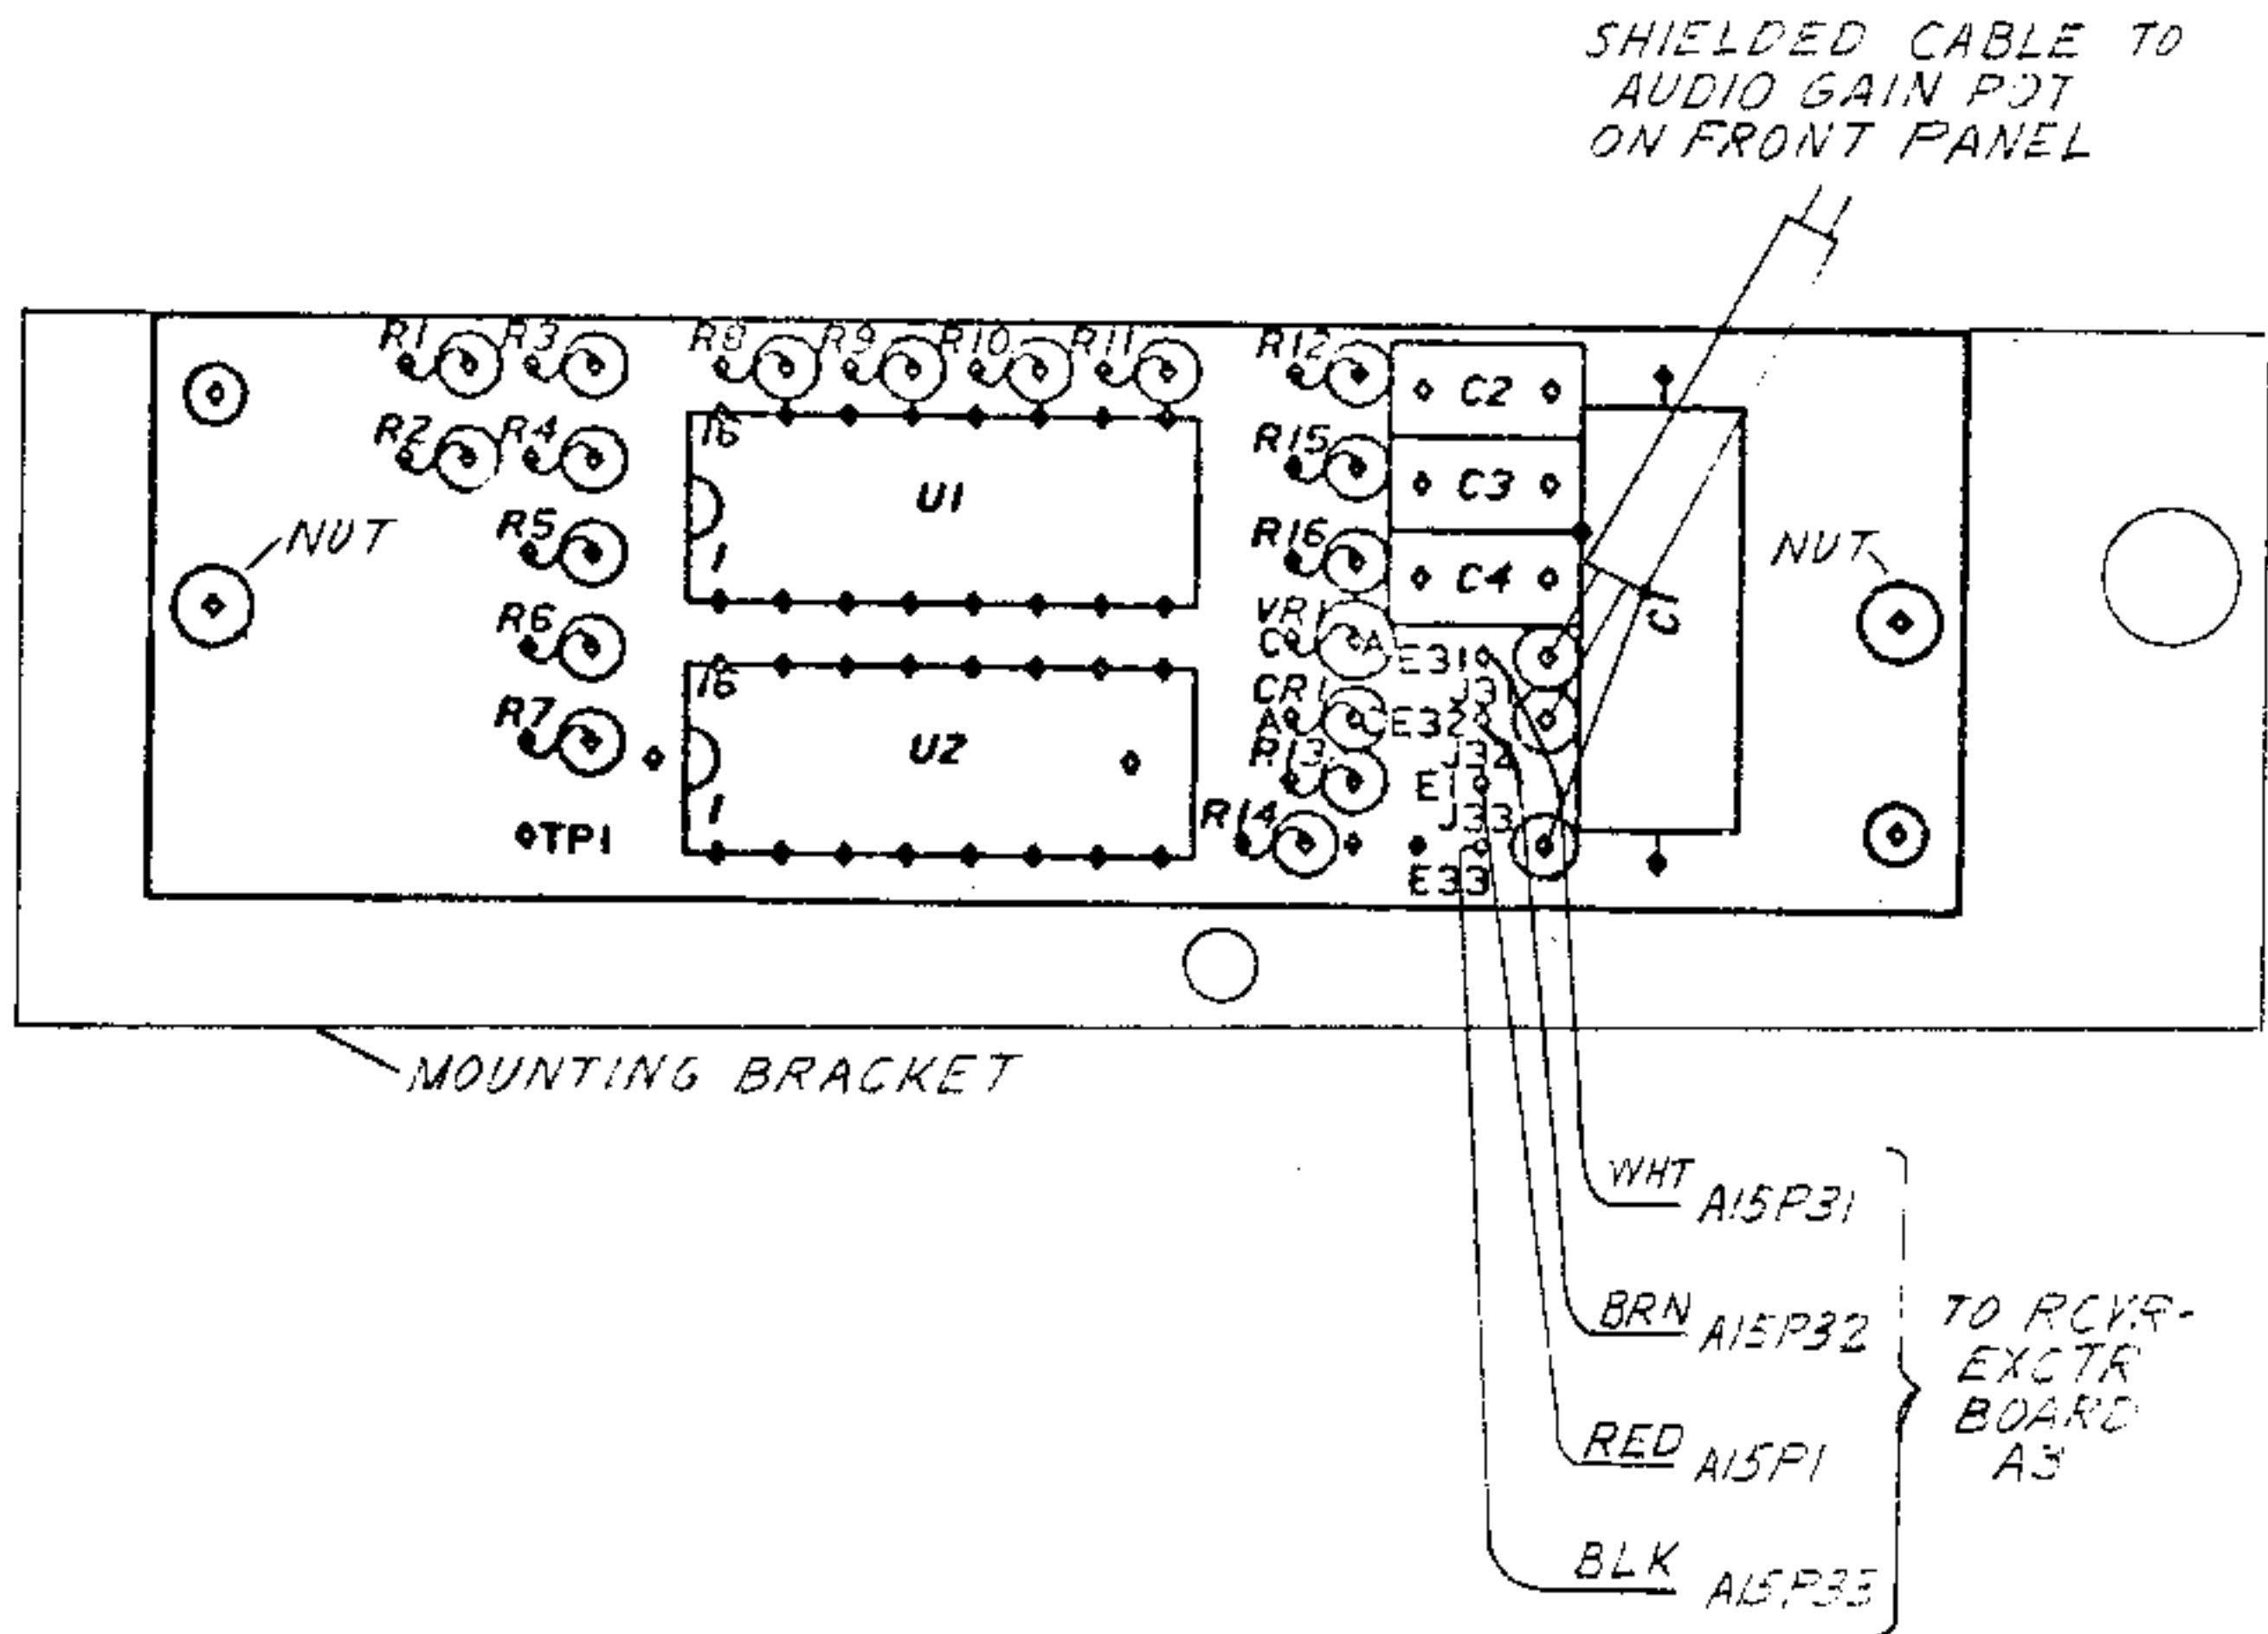 SHIELDED CABLE TO
AUDIO GAIN POT
ON FRONT PANEL
R1
R3
R8
R9
R10
R11
R12
C2
R2
R4
16
U1
R15
C3
NUT
R5
1
R16
C4
NUT
R6
VR1
C
A
E31
C1
J31
R7
16
CR1
A
C
E32
J32
U2
R13
E1
TP1
1
R14
J33
E33
MOUNTING BRACKET
WHT A15P31
BRN A15P32
RED A15P1
BLK A15P33
TO RCVR-
EXCTR
BOARD
A3